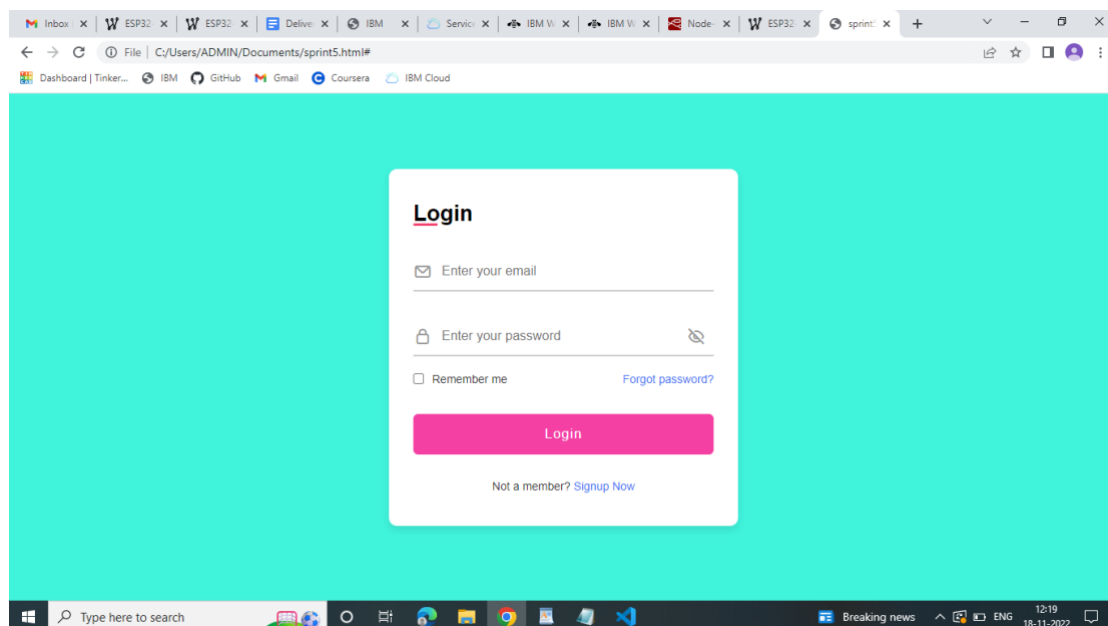 Inbox ESP32 ESP32- Delive IBM Service IBM W IBM W Node- ESP32 sprint
File C:/Users/ADMIN/Documents/sprint5.html#
Dashboard | Tinker... IBM GitHub Gmail Coursera IBM Cloud
Login
Enter your email
Enter your password
Remember me Forgot password?
Login
Not a member? Signup Now
Type here to search Breaking news ENG 12:19
18-11-2022